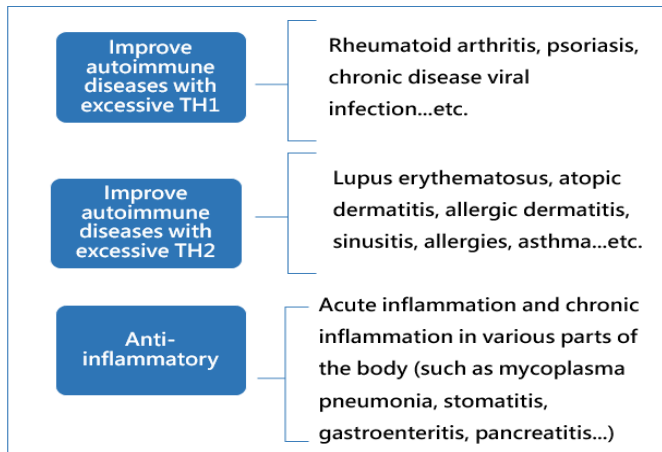 Improve
autoimmune
diseases with
excessive TH1
Rheumatoid arthritis, psoriasis,
chronic disease viral
infection...etc.
Improve
autoimmune
diseases with
excessive TH2
Lupus erythematosus, atopic
dermatitis, allergic dermatitis,
sinusitis, allergies, asthma...etc.
Anti-
inflammatory
Acute inflammation and chronic
inflammation in various parts of
the body (such as mycoplasma
pneumonia, stomatitis,
gastroenteritis, pancreatitis...)